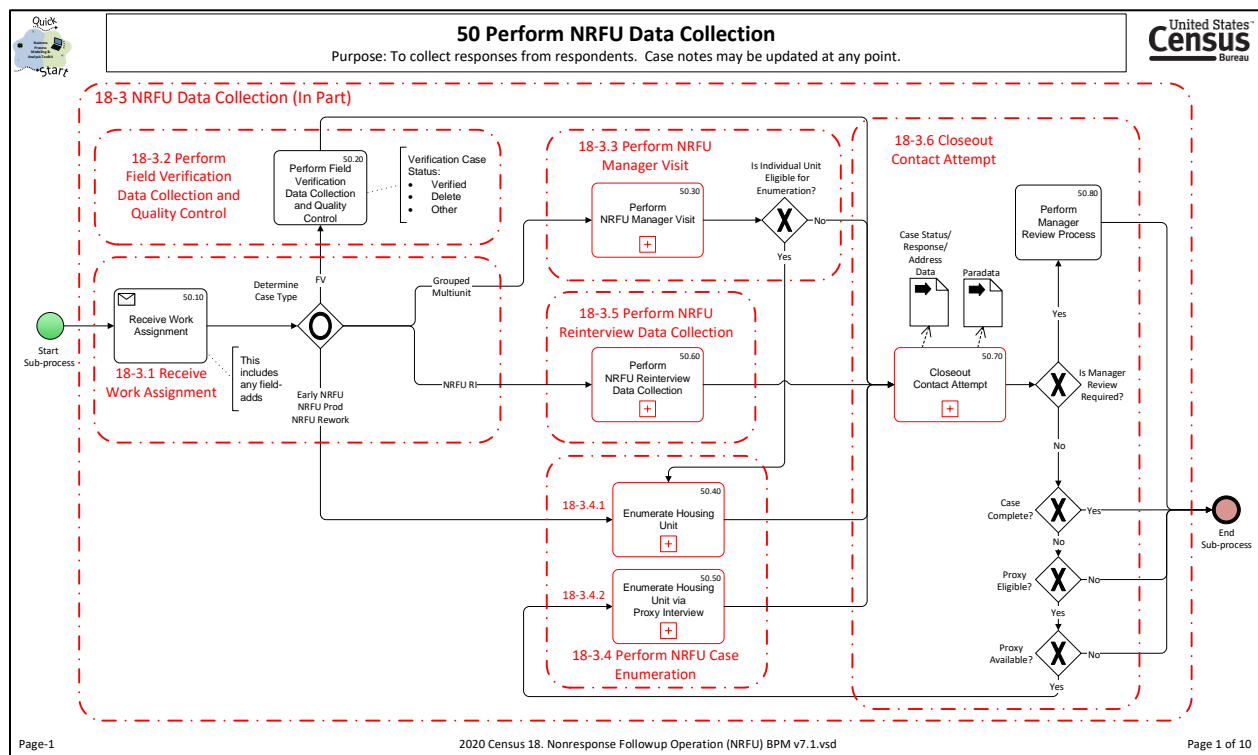 Quick
Business
Process
Modeling &
Analysis Toolkit
Start
50 Perform NRFU Data Collection
Purpose: To collect responses from respondents.  Case notes may be updated at any point.
United States
Census
Bureau
18-3 NRFU Data Collection (In Part)
18-3.2 Perform
Field Verification
Data Collection and
Quality Control
50.20
Perform Field
Verification
Data Collection
and Quality
Control
Verification Case
Status:
• Verified
• Delete
• Other
18-3.3 Perform NRFU
Manager Visit
50.30
Perform
NRFU Manager Visit
Is Individual Unit
Eligible for
Enumeration?
No
Yes
18-3.6 Closeout
Contact Attempt
50.80
Perform
Manager
Review Process
Case Status/
Response/
Address
Data
Paradata
Yes
Start
Sub-process
50.10
Receive Work
Assignment
18-3.1 Receive
Work Assignment
This
includes
any field-
adds
Determine
Case Type
FV
Grouped
Multiunit
NRFU RI
Early NRFU
NRFU Prod
NRFU Rework
18-3.5 Perform NRFU
Reinterview Data Collection
50.60
Perform
NRFU Reinterview
Data Collection
50.70
Closeout
Contact Attempt
Is Manager
Review
Required?
No
18-3.4.1
50.40
Enumerate Housing
Unit
Case
Complete?
Yes
No
End
Sub-process
18-3.4.2
50.50
Enumerate Housing
Unit via
Proxy Interview
18-3.4 Perform NRFU Case
Enumeration
Proxy
Eligible?
No
Yes
Proxy
Available?
No
Yes
Page-1
2020 Census 18. Nonresponse Followup Operation (NRFU) BPM v7.1.vsd
Page 1 of 10